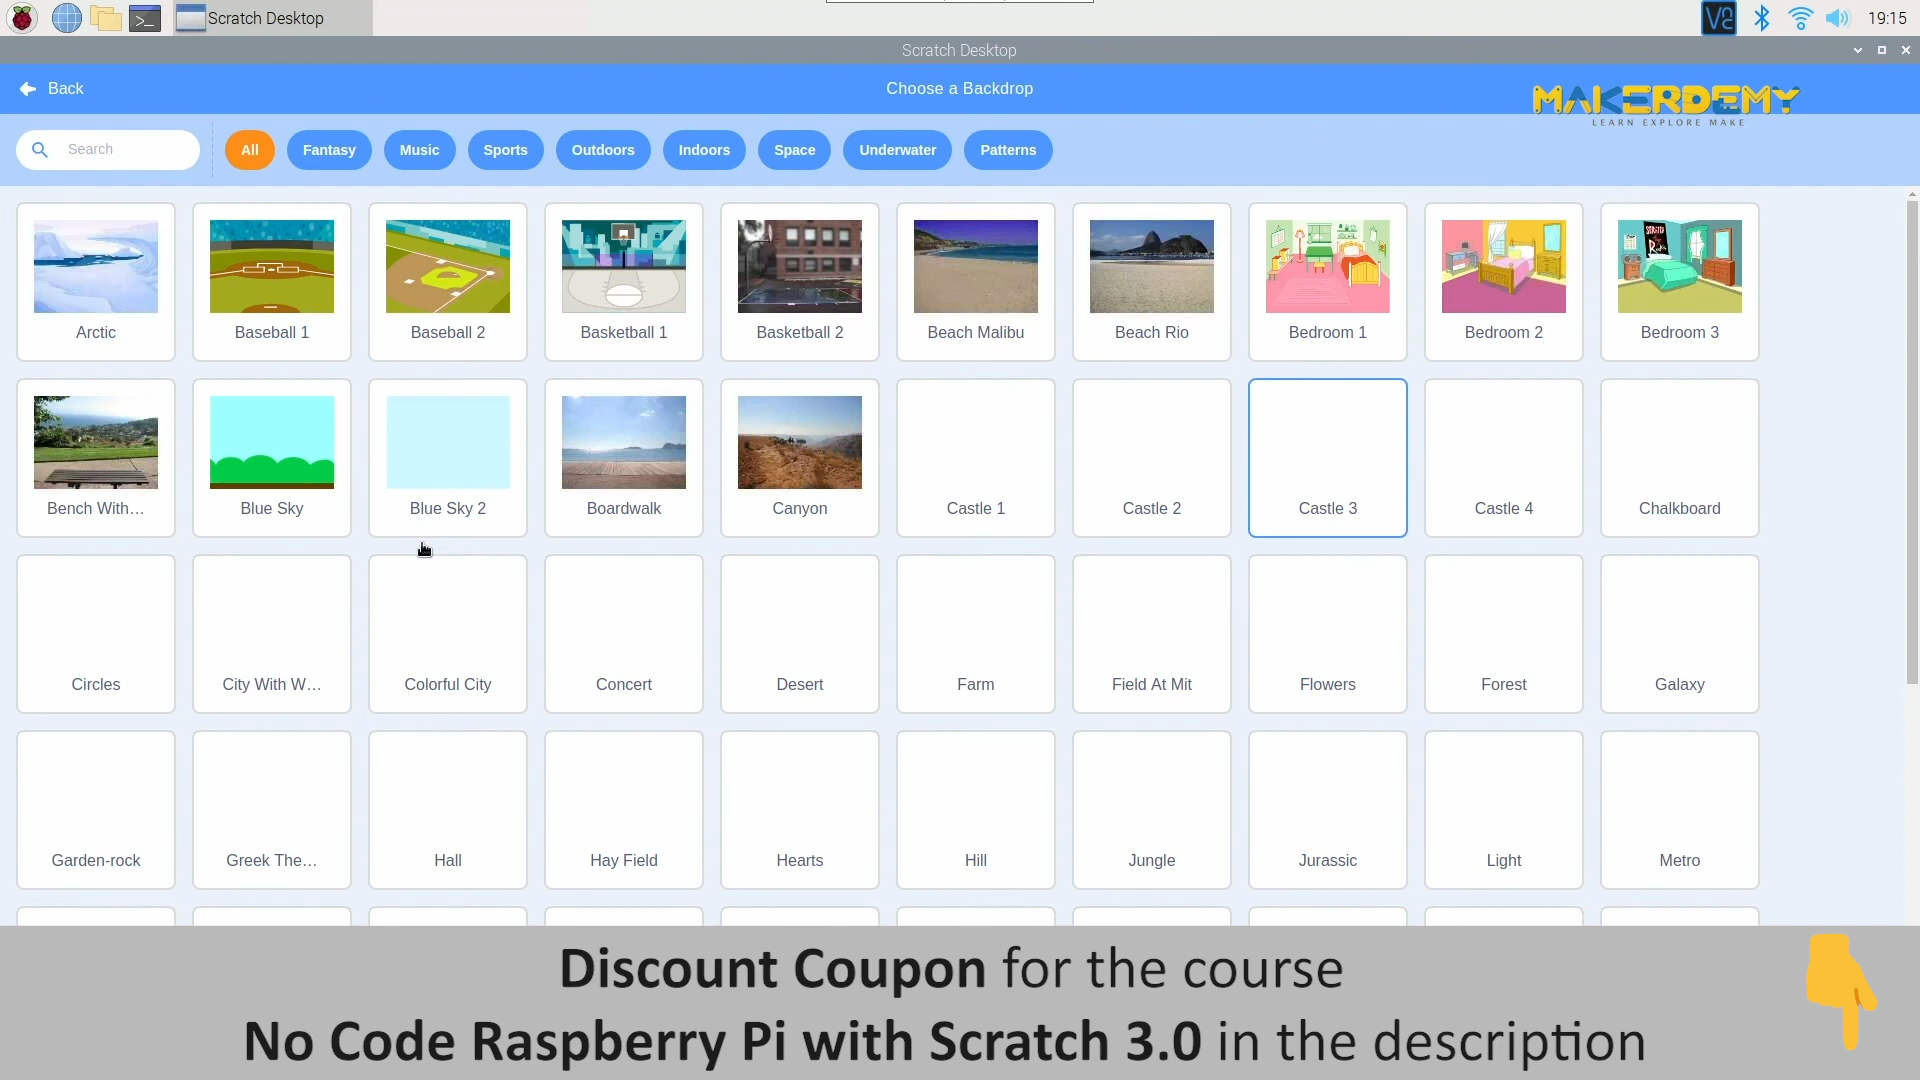 Scratch Desktop
19:15
Scratch Desktop
Back
Choose a Backdrop
MAKERDEMY
LEARN EXPLORE MAKE
Search
All
Fantasy
Music
Sports
Outdoors
Indoors
Space
Underwater
Patterns
Arctic
Baseball 1
Baseball 2
Basketball 1
Basketball 2
Beach Malibu
Beach Rio
Bedroom 1
Bedroom 2
Bedroom 3
Bench With...
Blue Sky
Blue Sky 2
Boardwalk
Canyon
Castle 1
Castle 2
Castle 3
Castle 4
Chalkboard
Circles
City With W...
Colorful City
Concert
Desert
Farm
Field At Mit
Flowers
Forest
Galaxy
Garden-rock
Greek The...
Hall
Hay Field
Hearts
Hill
Jungle
Jurassic
Light
Metro
Discount Coupon for the course
No Code Raspberry Pi with Scratch 3.0 in the description